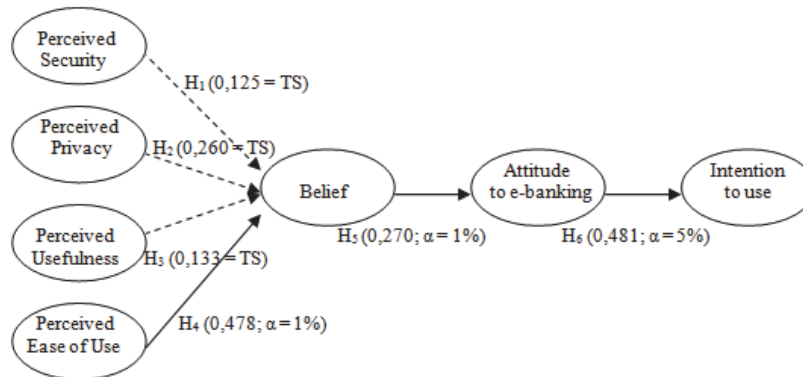 Perceived
Security
H₁ (0,125 = TS)
Perceived
Privacy
H₂ (0,260 = TS)
Belief
Attitude
to e-banking
Intention
to use
Perceived
Usefulness
H₃ (0,133 = TS)
H₅ (0,270; α = 1%)
H₆ (0,481; α = 5%)
Perceived
Ease of Use
H₄ (0,478; α = 1%)